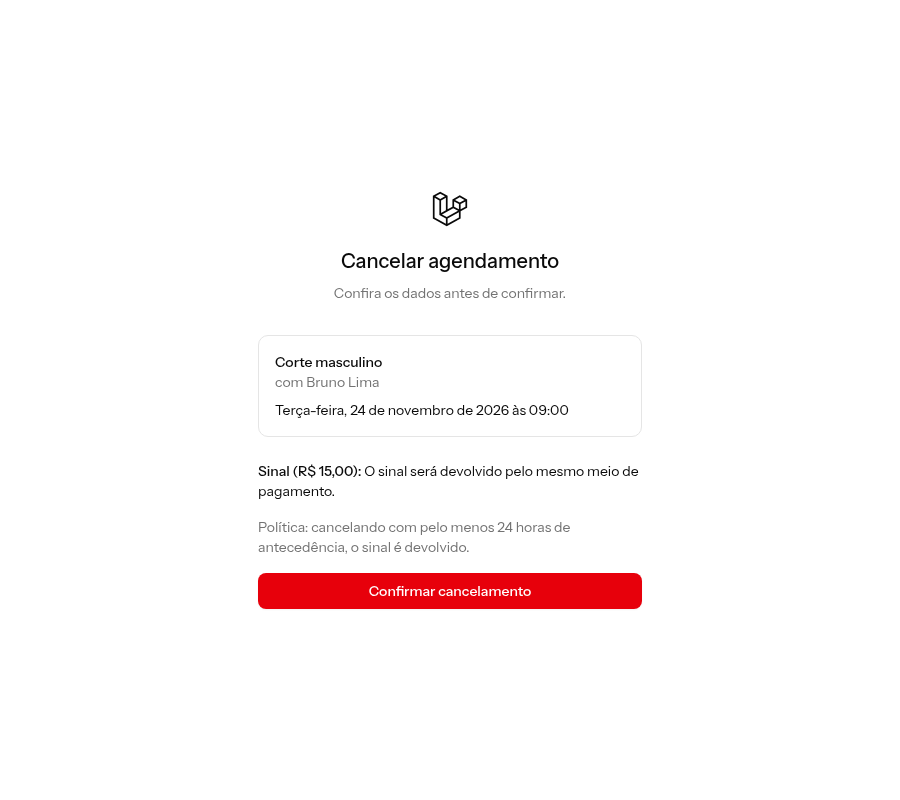 Cancelar agendamento
Confira os dados antes de confirmar.
Corte masculino
com Bruno Lima
Terça-feira, 24 de novembro de 2026 às 09:00
Sinal (R$ 15,00): O sinal será devolvido pelo mesmo meio de
pagamento.
Política: cancelando com pelo menos 24 horas de
antecedência, o sinal é devolvido.
Confirmar cancelamento